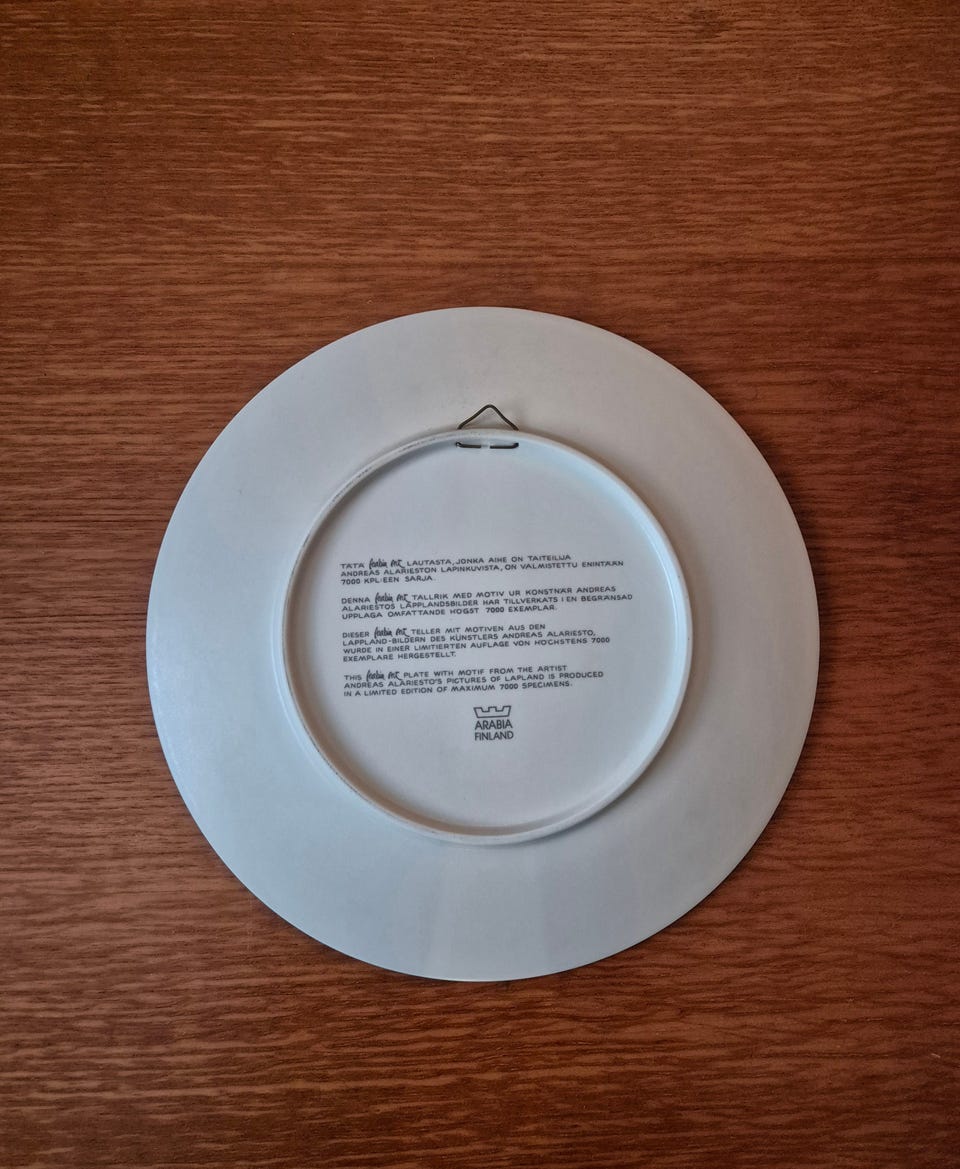 TÄTÄ Arabia Art LAUTASTA, JONKA AIHE ON TAITEILIJA
ANDREAS ALARIESTON LAPINKUVISTA, ON VALMISTETTU ENINTÄÄN
7000 KPL:EEN SARJA.
DENNA Arabia Art TALLRIK MED MOTIV UR KONSTNÄR ANDREAS
ALARIESTOS LAPPLANDSBILDER HAR TILLVERKATS I EN BEGRÄNSAD
UPPLAGA OMFATTANDE HÖGST 7000 EXEMPLAR.
DIESER Arabia Art TELLER MIT MOTIVEN AUS DEN
LAPPLAND-BILDERN DES KÜNSTLERS ANDREAS ALARIESTO,
WURDE IN EINER LIMITIERTEN AUFLAGE VON HÖCHSTENS 7000
EXEMPLARE HERGESTELLT.
THIS Arabia Art PLATE WITH MOTIF FROM THE ARTIST
ANDREAS ALARIESTO'S PICTURES OF LAPLAND IS PRODUCED
IN A LIMITED EDITION OF MAXIMUM 7000 SPECIMENS.
ARABIA
FINLAND